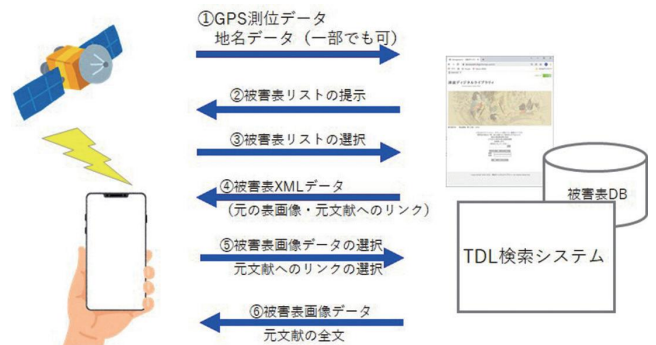 ①GPS測位データ
地名データ（一部でも可）
②被害表リストの提示
③被害表リストの選択
④被害表XMLデータ
(元の表画像・元文献へのリンク）
⑤被害表画像データの選択
元文献へのリンクの選択
⑥被害表画像データ
元文献の全文
被害表DB
TDL検索システム